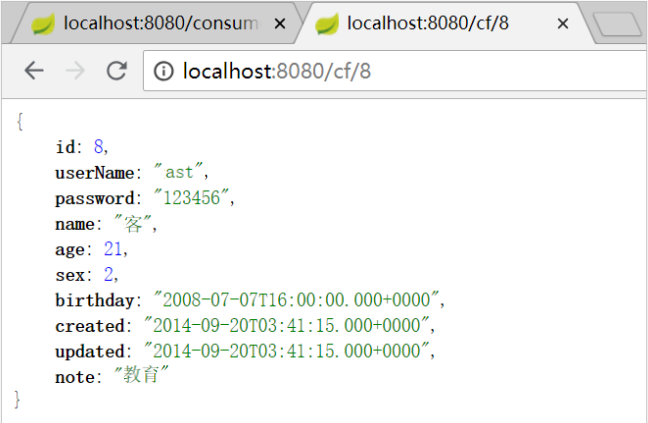 localhost:8080/consum
localhost:8080/cf/8
localhost:8080/cf/8
{
id: 8,
userName: "ast",
password: "123456",
name: "客",
age: 21,
sex: 2,
birthday: "2008-07-07T16:00:00.000+0000",
created: "2014-09-20T03:41:15.000+0000",
updated: "2014-09-20T03:41:15.000+0000",
note: "教育"
}